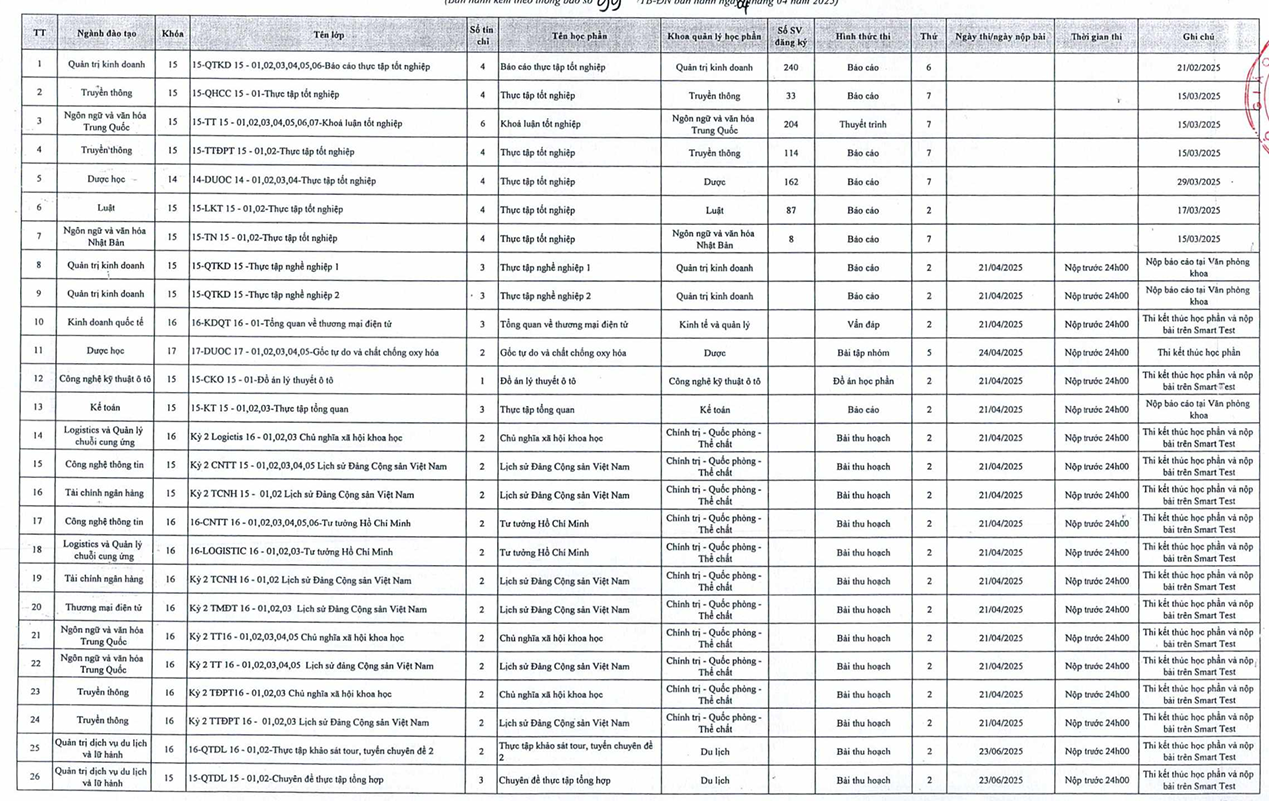 (Ban hành kèm theo thông báo số /TB-ĐN ban hành ngày tháng 04 năm 2025)
TT Ngành đào tạo Khóa Tên lớp Số tín chỉ Tên học phần Khoa quản lý học phần Số SV đăng ký Hình thức thi Thứ Ngày thi/ngày nộp bài Thời gian thi Ghi chú
1 Quản trị kinh doanh 15 15-QTKD 15 - 01,02,03,04,05,06-Báo cáo thực tập tốt nghiệp 4 Báo cáo thực tập tốt nghiệp Quản trị kinh doanh 240 Báo cáo 6 21/02/2025
2 Truyền thông 15 15-QHCC 15 - 01-Thực tập tốt nghiệp 4 Thực tập tốt nghiệp Truyền thông 33 Báo cáo 7 15/03/2025
3 Ngôn ngữ và văn hóa Trung Quốc 15 15-TT 15 - 01,02,03,04,05,06,07-Khoá luận tốt nghiệp 6 Khoá luận tốt nghiệp Ngôn ngữ và văn hóa Trung Quốc 204 Thuyết trình 7 15/03/2025
4 Truyền thông 15 15-TTĐPT 15 - 01,02-Thực tập tốt nghiệp 4 Thực tập tốt nghiệp Truyền thông 114 Báo cáo 7 15/03/2025
5 Dược học 14 14-DUOC 14 - 01,02,03,04-Thực tập tốt nghiệp 4 Thực tập tốt nghiệp Dược 162 Báo cáo 7 29/03/2025
6 Luật 15 15-LKT 15 - 01,02-Thực tập tốt nghiệp 4 Thực tập tốt nghiệp Luật 87 Báo cáo 2 17/03/2025
7 Ngôn ngữ và văn hóa Nhật Bản 15 15-TN 15 - 01,02-Thực tập tốt nghiệp 4 Thực tập tốt nghiệp Ngôn ngữ và văn hóa Nhật Bản 8 Báo cáo 7 15/03/2025
8 Quản trị kinh doanh 15 15-QTKD 15 -Thực tập nghề nghiệp 1 3 Thực tập nghề nghiệp 1 Quản trị kinh doanh Báo cáo 2 21/04/2025 Nộp trước 24h00 Nộp báo cáo tại Văn phòng khoa
9 Quản trị kinh doanh 15 15-QTKD 15 -Thực tập nghề nghiệp 2 3 Thực tập nghề nghiệp 2 Quản trị kinh doanh Báo cáo 2 21/04/2025 Nộp trước 24h00 Nộp báo cáo tại Văn phòng khoa
10 Kinh doanh quốc tế 16 16-KDQT 16 - 01-Tổng quan về thương mại điện tử 3 Tổng quan về thương mại điện tử Kinh tế và quản lý Vấn đáp 2 21/04/2025 Nộp trước 24h00 Thi kết thúc học phần và nộp bài trên Smart Test
11 Dược học 17 17-DUOC 17 - 01,02,03,04,05-Gốc tự do và chất chống oxy hóa 2 Gốc tự do và chất chống oxy hóa Dược Bài tập nhóm 5 24/04/2025 Nộp trước 24h00 Thi kết thúc học phần
12 Công nghệ kỹ thuật ô tô 15 15-CKO 15 - 01-Đồ án lý thuyết ô tô 1 Đồ án lý thuyết ô tô Công nghệ kỹ thuật ô tô Đồ án học phần 2 21/04/2025 Nộp trước 24h00 Thi kết thúc học phần và nộp bài trên Smart Test
13 Kế toán 15 15-KT 15 - 01,02,03-Thực tập tổng quan 3 Thực tập tổng quan Kế toán Báo cáo 2 21/04/2025 Nộp trước 24h00 Nộp báo cáo tại Văn phòng khoa
14 Logistics và Quản lý chuỗi cung ứng 16 Kỳ 2 Logictis 16 - 01,02,03 Chủ nghĩa xã hội khoa học 2 Chủ nghĩa xã hội khoa học Chính trị - Quốc phòng - Thể chất Bài thu hoạch 2 21/04/2025 Nộp trước 24h00 Thi kết thúc học phần và nộp bài trên Smart Test
15 Công nghệ thông tin 15 Kỳ 2 CNTT 15 - 01,02,03,04,05 Lịch sử Đảng Cộng sản Việt Nam 2 Lịch sử Đảng Cộng sản Việt Nam Chính trị - Quốc phòng - Thể chất Bài thu hoạch 2 21/04/2025 Nộp trước 24h00 Thi kết thúc học phần và nộp bài trên Smart Test
16 Tài chính ngân hàng 15 Kỳ 2 TCNH 15 - 01,02 Lịch sử Đảng Cộng sản Việt Nam 2 Lịch sử Đảng Cộng sản Việt Nam Chính trị - Quốc phòng - Thể chất Bài thu hoạch 2 21/04/2025 Nộp trước 24h00 Thi kết thúc học phần và nộp bài trên Smart Test
17 Công nghệ thông tin 16 16-CNTT 16 - 01,02,03,04,05,06-Tư tưởng Hồ Chí Minh 2 Tư tưởng Hồ Chí Minh Chính trị - Quốc phòng - Thể chất Bài thu hoạch 2 21/04/2025 Nộp trước 24h00 Thi kết thúc học phần và nộp bài trên Smart Test
18 Logistics và Quản lý chuỗi cung ứng 16 16-LOGISTIC 16 - 01,02,03-Tư tưởng Hồ Chí Minh 2 Tư tưởng Hồ Chí Minh Chính trị - Quốc phòng - Thể chất Bài thu hoạch 2 21/04/2025 Nộp trước 24h00 Thi kết thúc học phần và nộp bài trên Smart Test
19 Tài chính ngân hàng 16 Kỳ 2 TCNH 16 - 01,02 Lịch sử Đảng Cộng sản Việt Nam 2 Lịch sử Đảng Cộng sản Việt Nam Chính trị - Quốc phòng - Thể chất Bài thu hoạch 2 21/04/2025 Nộp trước 24h00 Thi kết thúc học phần và nộp bài trên Smart Test
20 Thương mại điện tử 16 Kỳ 2 TMDT 16 - 01,02,03 Lịch sử Đảng Cộng sản Việt Nam 2 Lịch sử Đảng Cộng sản Việt Nam Chính trị - Quốc phòng - Thể chất Bài thu hoạch 2 21/04/2025 Nộp trước 24h00 Thi kết thúc học phần và nộp bài trên Smart Test
21 Ngôn ngữ và văn hóa Trung Quốc 16 Kỳ 2 TT16 - 01,02,03,04,05 Chủ nghĩa xã hội khoa học 2 Chủ nghĩa xã hội khoa học Chính trị - Quốc phòng - Thể chất Bài thu hoạch 2 21/04/2025 Nộp trước 24h00 Thi kết thúc học phần và nộp bài trên Smart Test
22 Ngôn ngữ và văn hóa Trung Quốc 16 Kỳ 2 TT 16 - 01,02,03,04,05 Lịch sử đảng Cộng sản Việt Nam 2 Lịch sử Đảng Cộng sản Việt Nam Chính trị - Quốc phòng - Thể chất Bài thu hoạch 2 21/04/2025 Nộp trước 24h00 Thi kết thúc học phần và nộp bài trên Smart Test
23 Truyền thông 16 Kỳ 2 TĐPT16 - 01,02,03 Chủ nghĩa xã hội khoa học 2 Chủ nghĩa xã hội khoa học Chính trị - Quốc phòng - Thể chất Bài thu hoạch 2 21/04/2025 Nộp trước 24h00 Thi kết thúc học phần và nộp bài trên Smart Test
24 Truyền thông 16 Kỳ 2 TTĐPT 16 - 01,02,03 Lịch sử Đảng Cộng sản Việt Nam 2 Lịch sử Đảng Cộng sản Việt Nam Chính trị - Quốc phòng - Thể chất Bài thu hoạch 2 21/04/2025 Nộp trước 24h00 Thi kết thúc học phần và nộp bài trên Smart Test
25 Quản trị dịch vụ du lịch và lữ hành 16 16-QTDL 16 - 01,02-Thực tập khảo sát tour, tuyến chuyên đề 2 2 Thực tập khảo sát tour, tuyến chuyên đề 2 Du lịch Bài thu hoạch 2 23/06/2025 Nộp trước 24h00 Thi kết thúc học phần và nộp bài trên Smart Test
26 Quản trị dịch vụ du lịch và lữ hành 15 15-QTDL 15 - 01,02-Chuyên đề thực tập tổng hợp 3 Chuyên đề thực tập tổng hợp Du lịch Bài thu hoạch 2 23/06/2025 Nộp trước 24h00 Thi kết thúc học phần và nộp bài trên Smart Test